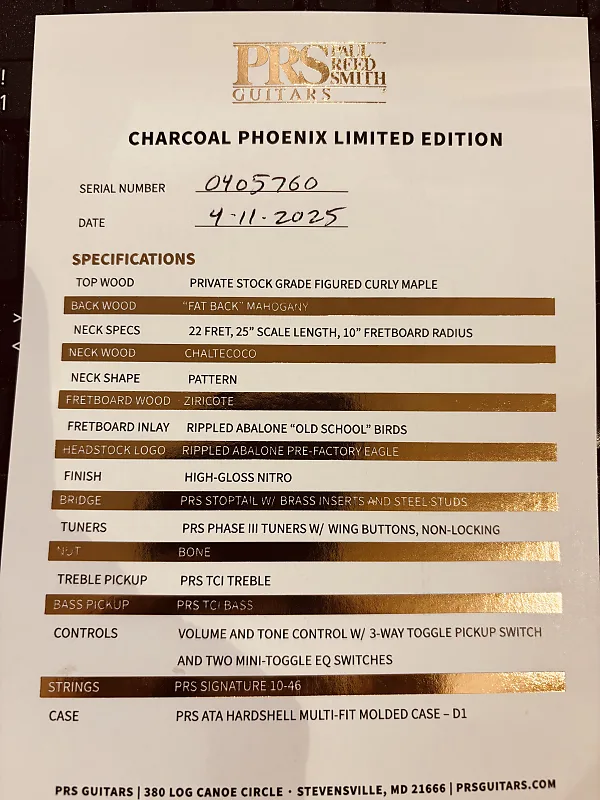 !
1
PRS PAUL
REED
SMITH
GUITARS
CHARCOAL PHOENIX LIMITED EDITION
SERIAL NUMBER 0405760
DATE 4-11-2025
SPECIFICATIONS
TOP WOOD PRIVATE STOCK GRADE FIGURED CURLY MAPLE
BACK WOOD "FAT BACK" MAHOGANY
NECK SPECS 22 FRET, 25" SCALE LENGTH, 10" FRETBOARD RADIUS
>
<
NECK WOOD CHALTECOCO
NECK SHAPE PATTERN
FRETBOARD WOOD ZIRICOTE
FRETBOARD INLAY RIPPLED ABALONE "OLD SCHOOL" BIRDS
HEADSTOCK LOGO RIPPLED ABALONE PRE-FACTORY EAGLE
FINISH HIGH-GLOSS NITRO
BRIDGE PRS STOPTAIL W/ BRASS INSERTS AND STEEL STUDS
TUNERS PRS PHASE III TUNERS W/ WING BUTTONS, NON-LOCKING
NUT BONE
TREBLE PICKUP PRS TCI TREBLE
BASS PICKUP PRS TCI BASS
CONTROLS VOLUME AND TONE CONTROL W/ 3-WAY TOGGLE PICKUP SWITCH
AND TWO MINI-TOGGLE EQ SWITCHES
STRINGS PRS SIGNATURE 10-46
CASE PRS ATA HARDSHELL MULTI-FIT MOLDED CASE – D1
PRS GUITARS | 380 LOG CANOE CIRCLE · STEVENSVILLE, MD 21666 | PRSGUITARS.COM